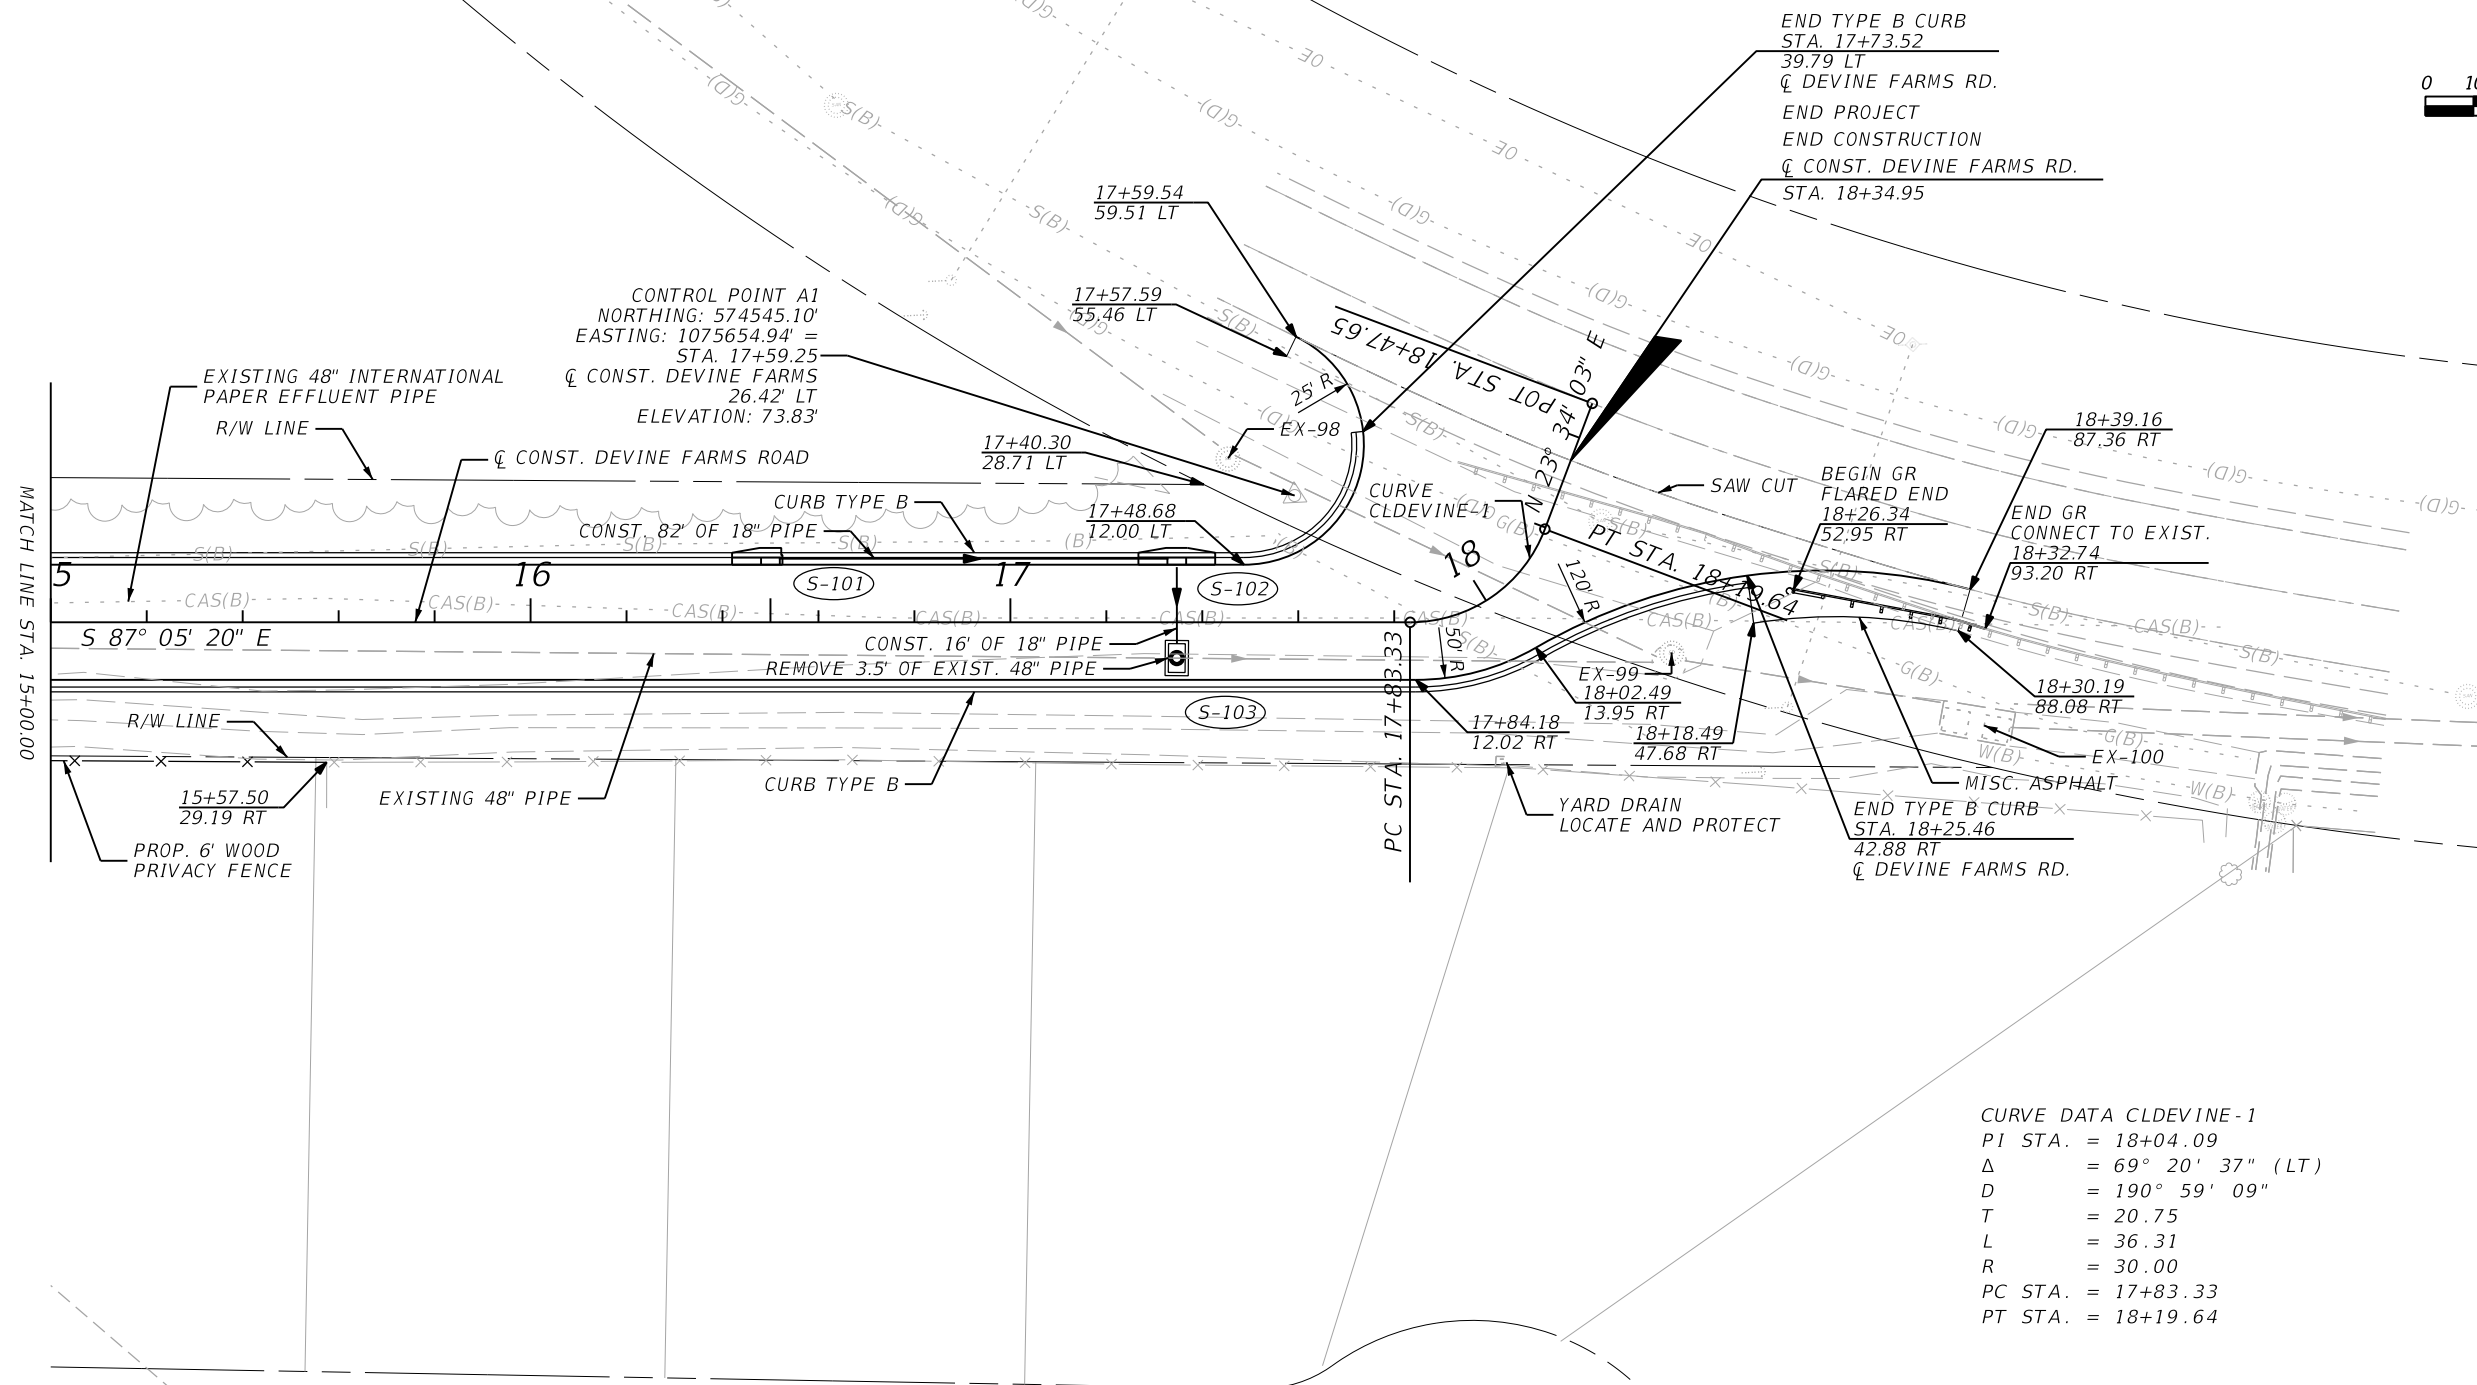 END TYPE B CURB
STA. 17+73.52
39.79 LT
℄ DEVINE FARMS RD.
END PROJECT
END CONSTRUCTION
℄ CONST. DEVINE FARMS RD.
STA. 18+34.95
0
17+59.54
59.51 LT
17+57.59
55.46 LT
CONTROL POINT A1
NORTHING: 574545.10'
EASTING: 1075654.94' =
STA. 17+59.25
℄ CONST. DEVINE FARMS
26.42' LT
ELEVATION: 73.83'
EXISTING 48" INTERNATIONAL
PAPER EFFLUENT PIPE
R/W LINE
℄ CONST. DEVINE FARMS ROAD
17+40.30
28.71 LT
25' R
EX-98
POT STA. 18+47.65
N 23° 34' 03" E
18+39.16
87.36 RT
SAW CUT
BEGIN GR
FLARED END
18+26.34
52.95 RT
END GR
CONNECT TO EXIST.
18+32.74
93.20 RT
CURVE
CLDEVINE-1
CURB TYPE B
CONST. 82' OF 18" PIPE
17+48.68
12.00 LT
MATCH LINE STA. 15+00.00
5
16
17
18
S-101
S-102
PT STA. 18+19.64
120' R
50' R
S 87° 05' 20" E
CONST. 16' OF 18" PIPE
REMOVE 3.5' OF EXIST. 48" PIPE
S-103
PC STA. 17+83.33
EX-99
18+02.49
13.95 RT
17+84.18
12.02 RT
18+18.49
47.68 RT
18+30.19
88.08 RT
EX-100
MISC. ASPHALT
R/W LINE
15+57.50
29.19 RT
EXISTING 48" PIPE
CURB TYPE B
YARD DRAIN
LOCATE AND PROTECT
END TYPE B CURB
STA. 18+25.46
42.88 RT
℄ DEVINE FARMS RD.
PROP. 6' WOOD
PRIVACY FENCE
G(D)
G(D)
G(D)
G(D)
G(D)
G(D)
G(D)
G(D)
G(D)
G(D)
G(D)
G(D)
OE
OE
OE
OE
S(B)
S(B)
S(B)
S(B)
S(B)
S(B)
S(B)
S(B)
S(B)
S(B)
S(B)
S(B)
S(B)
CAS(B)
CAS(B)
CAS(B)
CAS(B)
CAS(B)
CAS(B)
CAS(B)
CAS(B)
CAS(B)
G(B)
G(B)
G(B)
W(B)
W(B)
CURVE DATA CLDEVINE-1
PI STA. = 18+04.09
Δ = 69° 20' 37" (LT)
D = 190° 59' 09"
T = 20.75
L = 36.31
R = 30.00
PC STA. = 17+83.33
PT STA. = 18+19.64